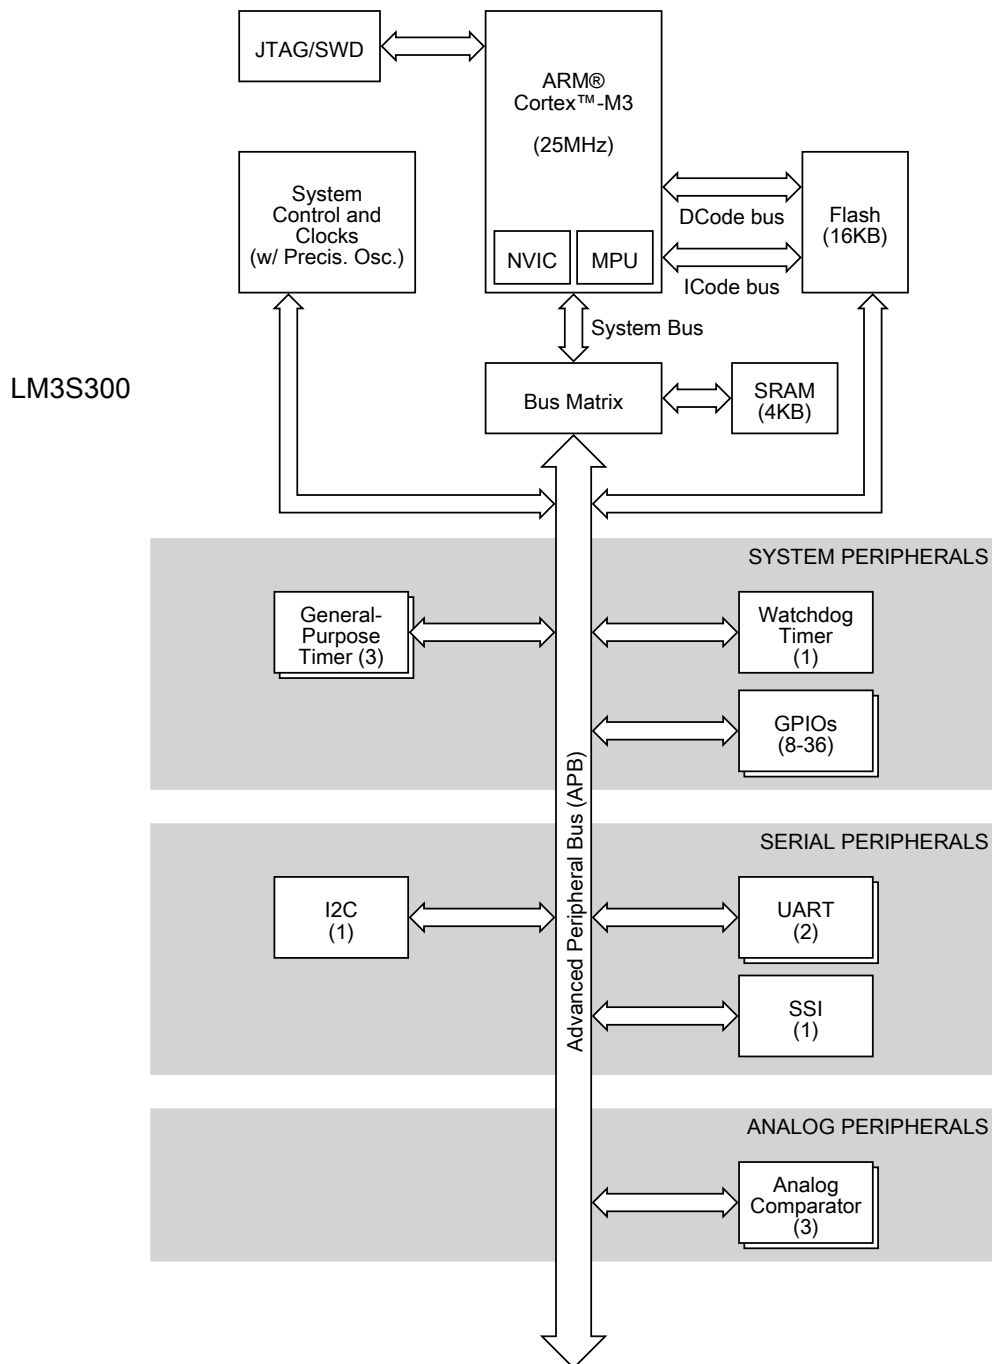 JTAG/SWD
ARM®
Cortex™-M3
(25MHz)
System
Control and
Clocks
(w/ Precis. Osc.)
DCode bus
Flash
(16KB)
NVIC
MPU
ICode bus
System Bus
LM3S300
Bus Matrix
SRAM
(4KB)
SYSTEM PERIPHERALS
General-
Purpose
Timer (3)
Watchdog
Timer
(1)
GPIOs
(8-36)
Advanced Peripheral Bus (APB)
SERIAL PERIPHERALS
I2C
(1)
UART
(2)
SSI
(1)
ANALOG PERIPHERALS
Analog
Comparator
(3)